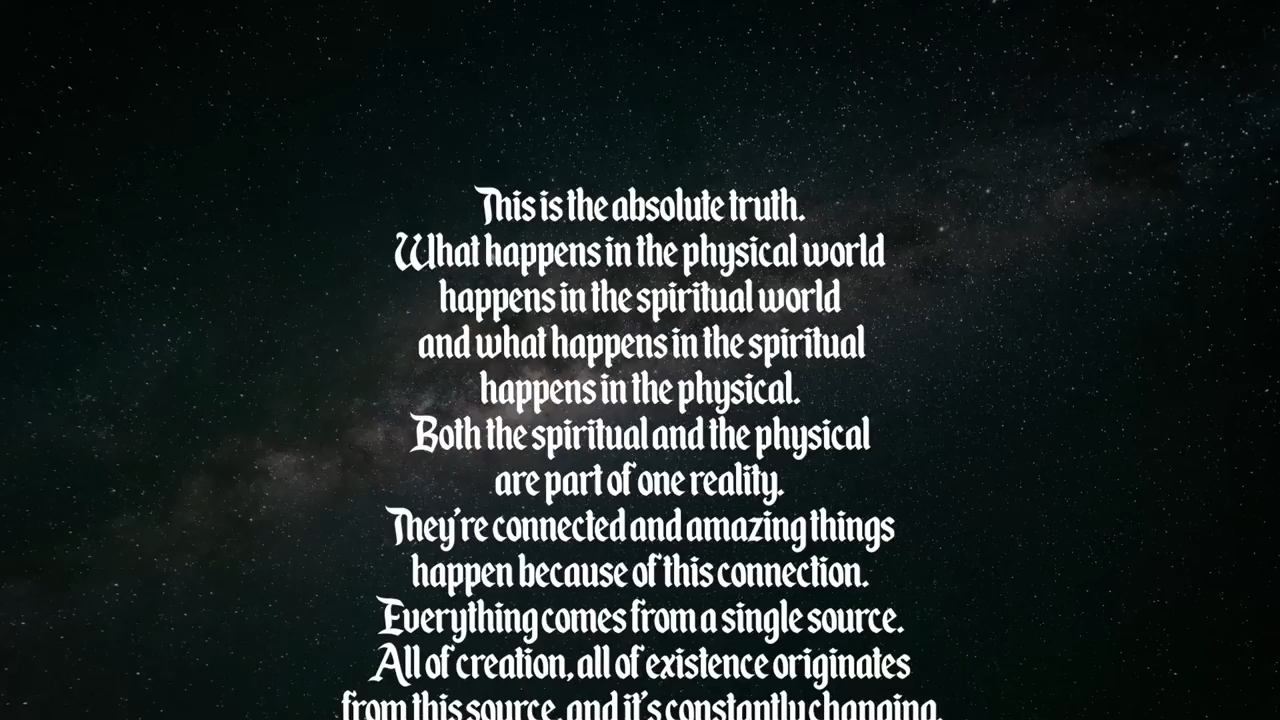 This is the absolute truth.
What happens in the physical world
happens in the spiritual world
and what happens in the spiritual
happens in the physical.
Both the spiritual and the physical
are part of one reality.
They're connected and amazing things
happen because of this connection.
Everything comes from a single source.
All of creation, all of existence originates
from this source, and it's constantly changing.